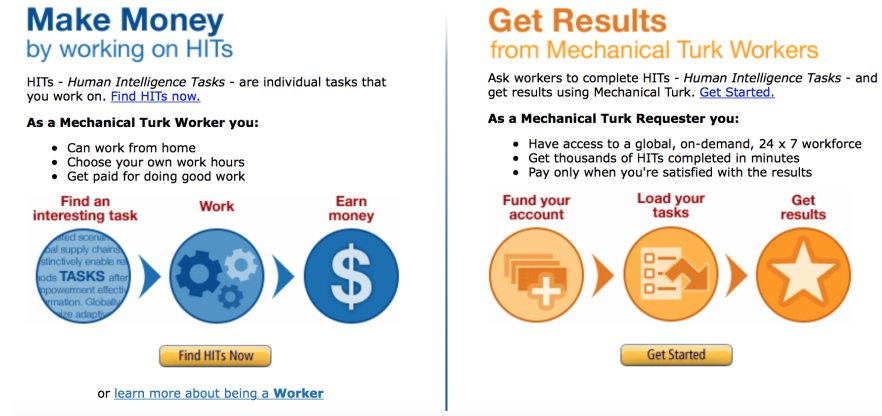 Make Money
by working on HITs
HITs - Human Intelligence Tasks - are individual tasks that
you work on. Find HITs now.
As a Mechanical Turk Worker you:
• Can work from home
• Choose your own work hours
• Get paid for doing good work
Find an
interesting task
Work
Earn
money
supply chains
TASKS after
$
Find HITs Now
or learn more about being a Worker
Get Results
from Mechanical Turk Workers
Ask workers to complete HITs - Human Intelligence Tasks - and
get results using Mechanical Turk. Get Started.
As a Mechanical Turk Requester you:
• Have access to a global, on-demand, 24 x 7 workforce
• Get thousands of HITs completed in minutes
• Pay only when you're satisfied with the results
Fund your
account
Load your
tasks
Get
results
Get Started